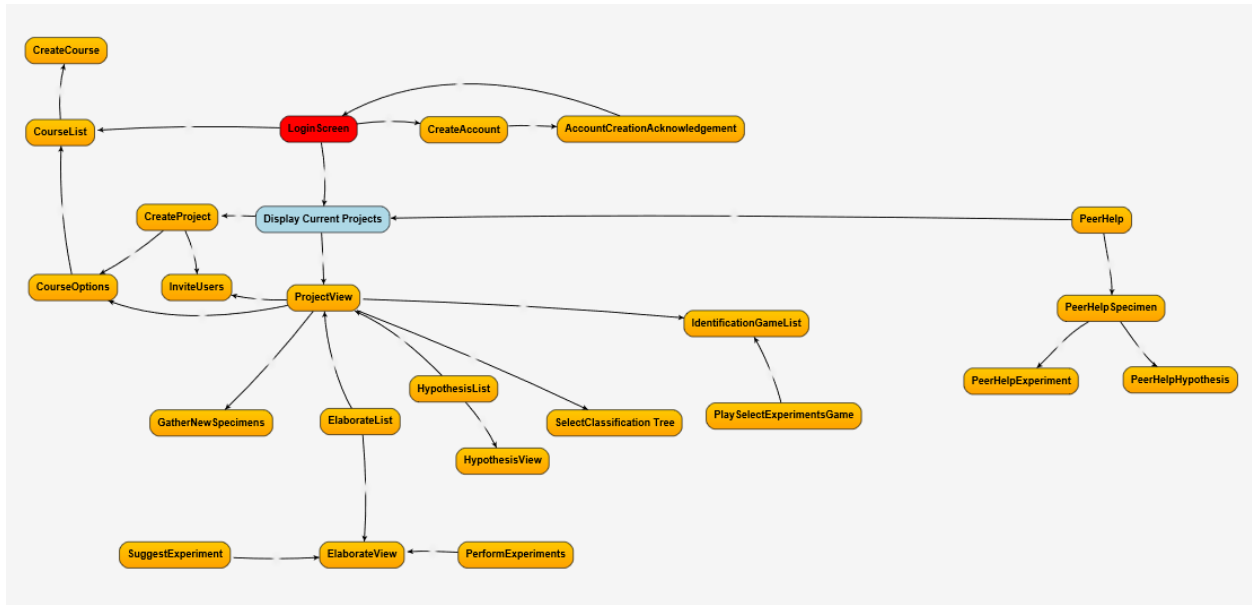 CreateCourse
CourseList
LoginScreen
CreateAccount
AccountCreationAcknowledgement
CreateProject
Display Current Projects
PeerHelp
CourseOptions
InviteUsers
ProjectView
PeerHelpSpecimen
IdentificationGameList
PeerHelpExperiment
PeerHelpHypothesis
HypothesisList
GatherNewSpecimens
ElaborateList
SelectClassification Tree
PlaySelectExperimentsGame
HypothesisView
SuggestExperiment
ElaborateView
PerformExperiments